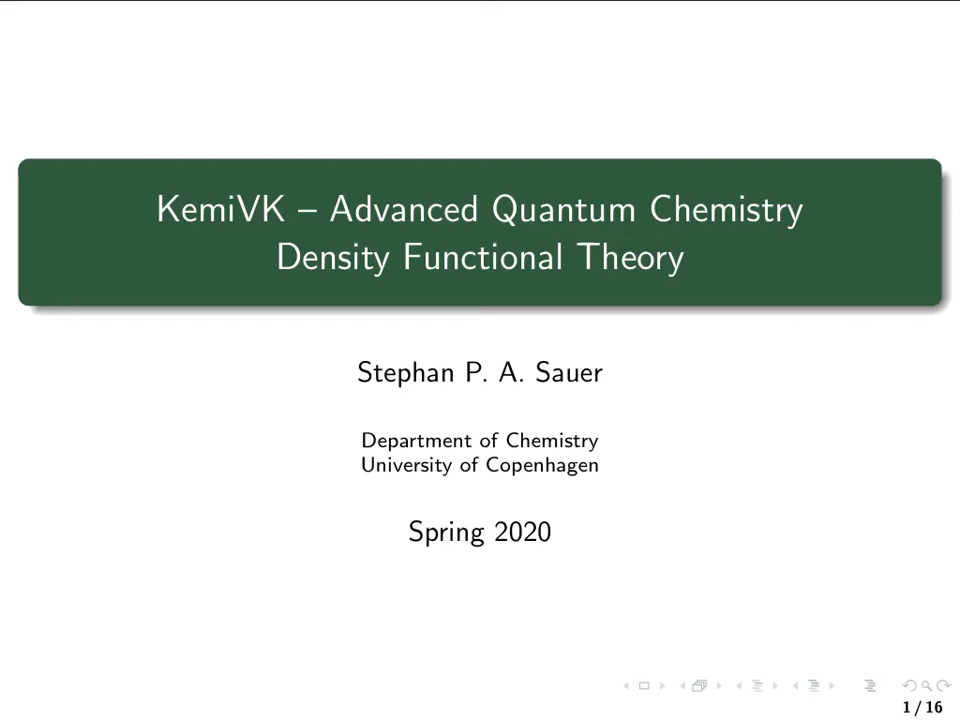 KemiVK – Advanced Quantum Chemistry
Density Functional Theory
Stephan P. A. Sauer
Department of Chemistry
University of Copenhagen
Spring 2020
1 / 16